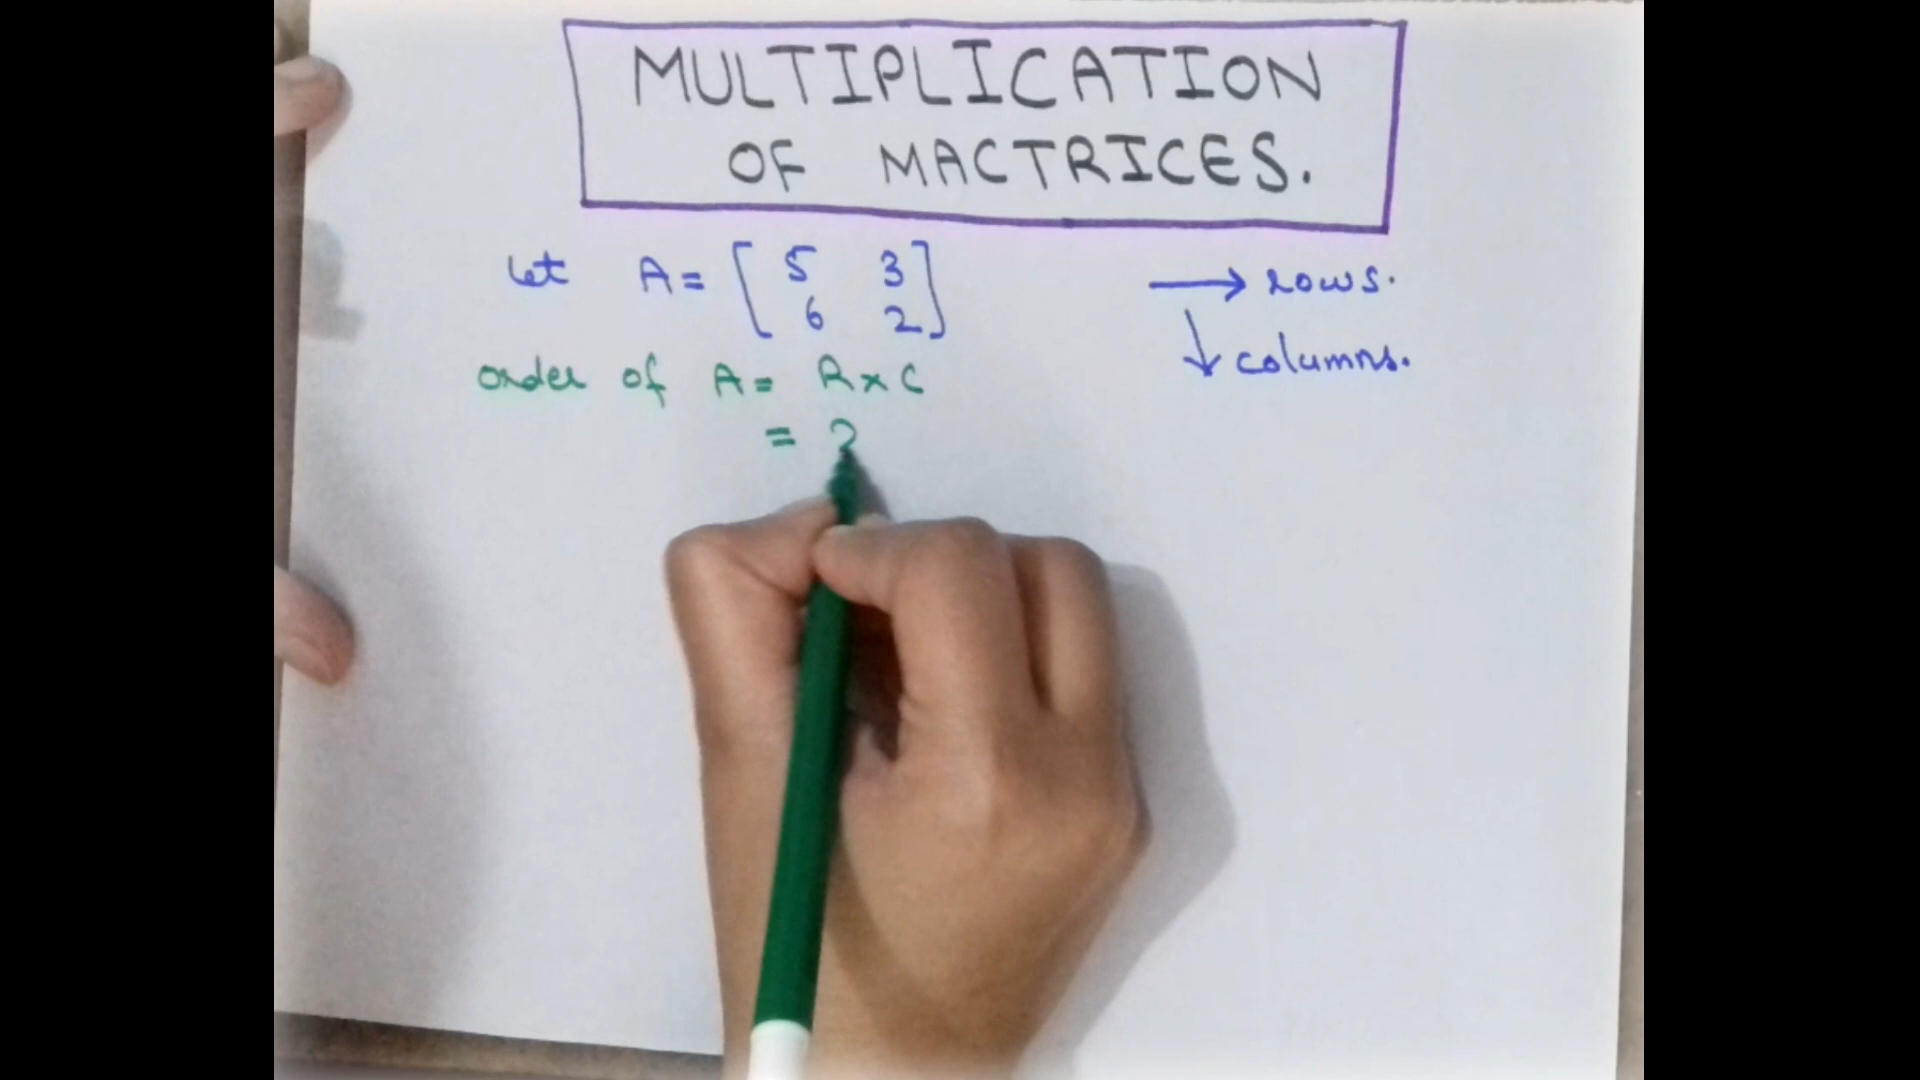 MULTIPLICATION
OF MACTRICES.
let A = [ 5 3
6 2 ]
→ rows.
↓ columns.
order of A = R × C
= 2